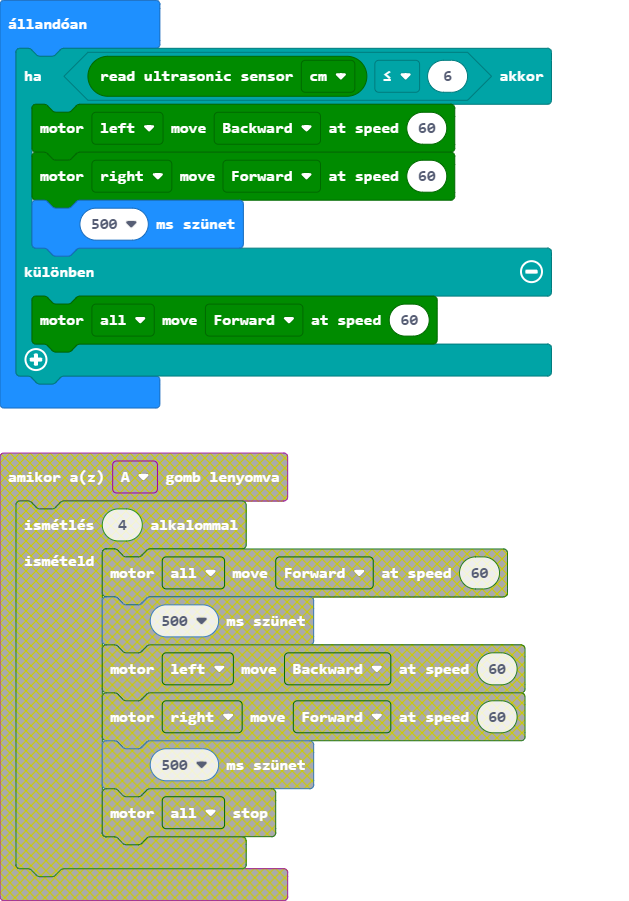 állandóan
ha read ultrasonic sensor cm ≤ 6 akkor
motor left move Backward at speed 60
motor right move Forward at speed 60
500 ms szünet
különben
motor all move Forward at speed 60
amikor a(z) A gomb lenyomva
ismétlés 4 alkalommal
ismételd motor all move Forward at speed 60
500 ms szünet
motor left move Backward at speed 60
motor right move Forward at speed 60
500 ms szünet
motor all stop